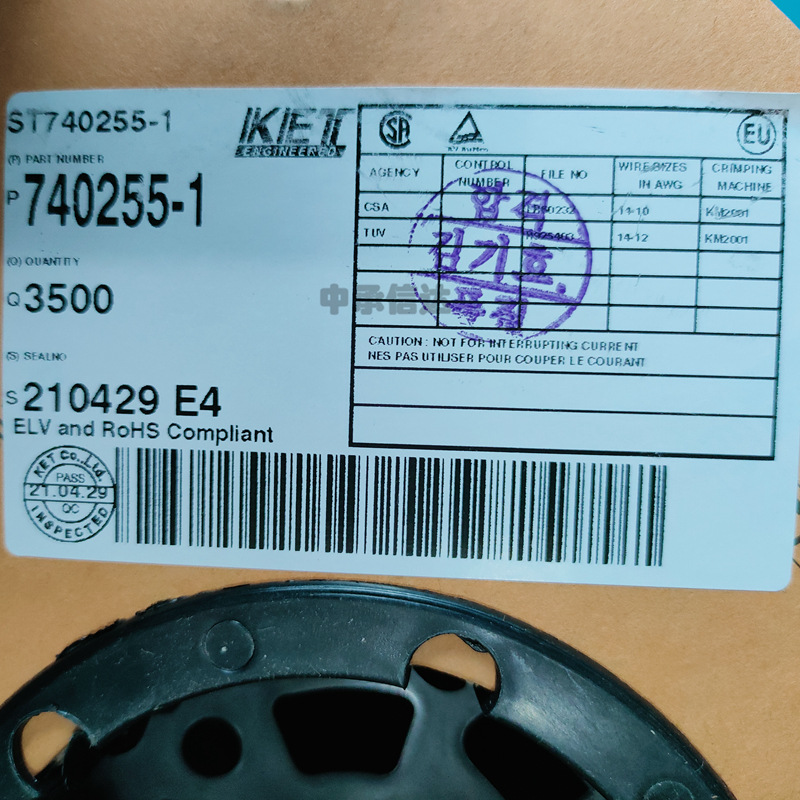 ST740255-1
KET
ENGINEERED
(P) PART NUMBER
P 740255-1
(Q) QUANTITY
Q 3500
(S) SEALNO
S 210429 E4
ELV and RoHS Compliant
KET Co., Ltd.
PASS
21.04.29
QC
INSPECTED
SA
EU
AGENCY CONTROL NUMBER FILE NO WIRE SIZES IN AWG CRIMPING MACHINE
CSA 14-10 KM2001
TUV 14-12 KM2001
합격
김기호
CAUTION : NOT FOR INTERRUPTING CURRENT
NES PAS UTILISER POUR COUPER LE COURANT
中承信达